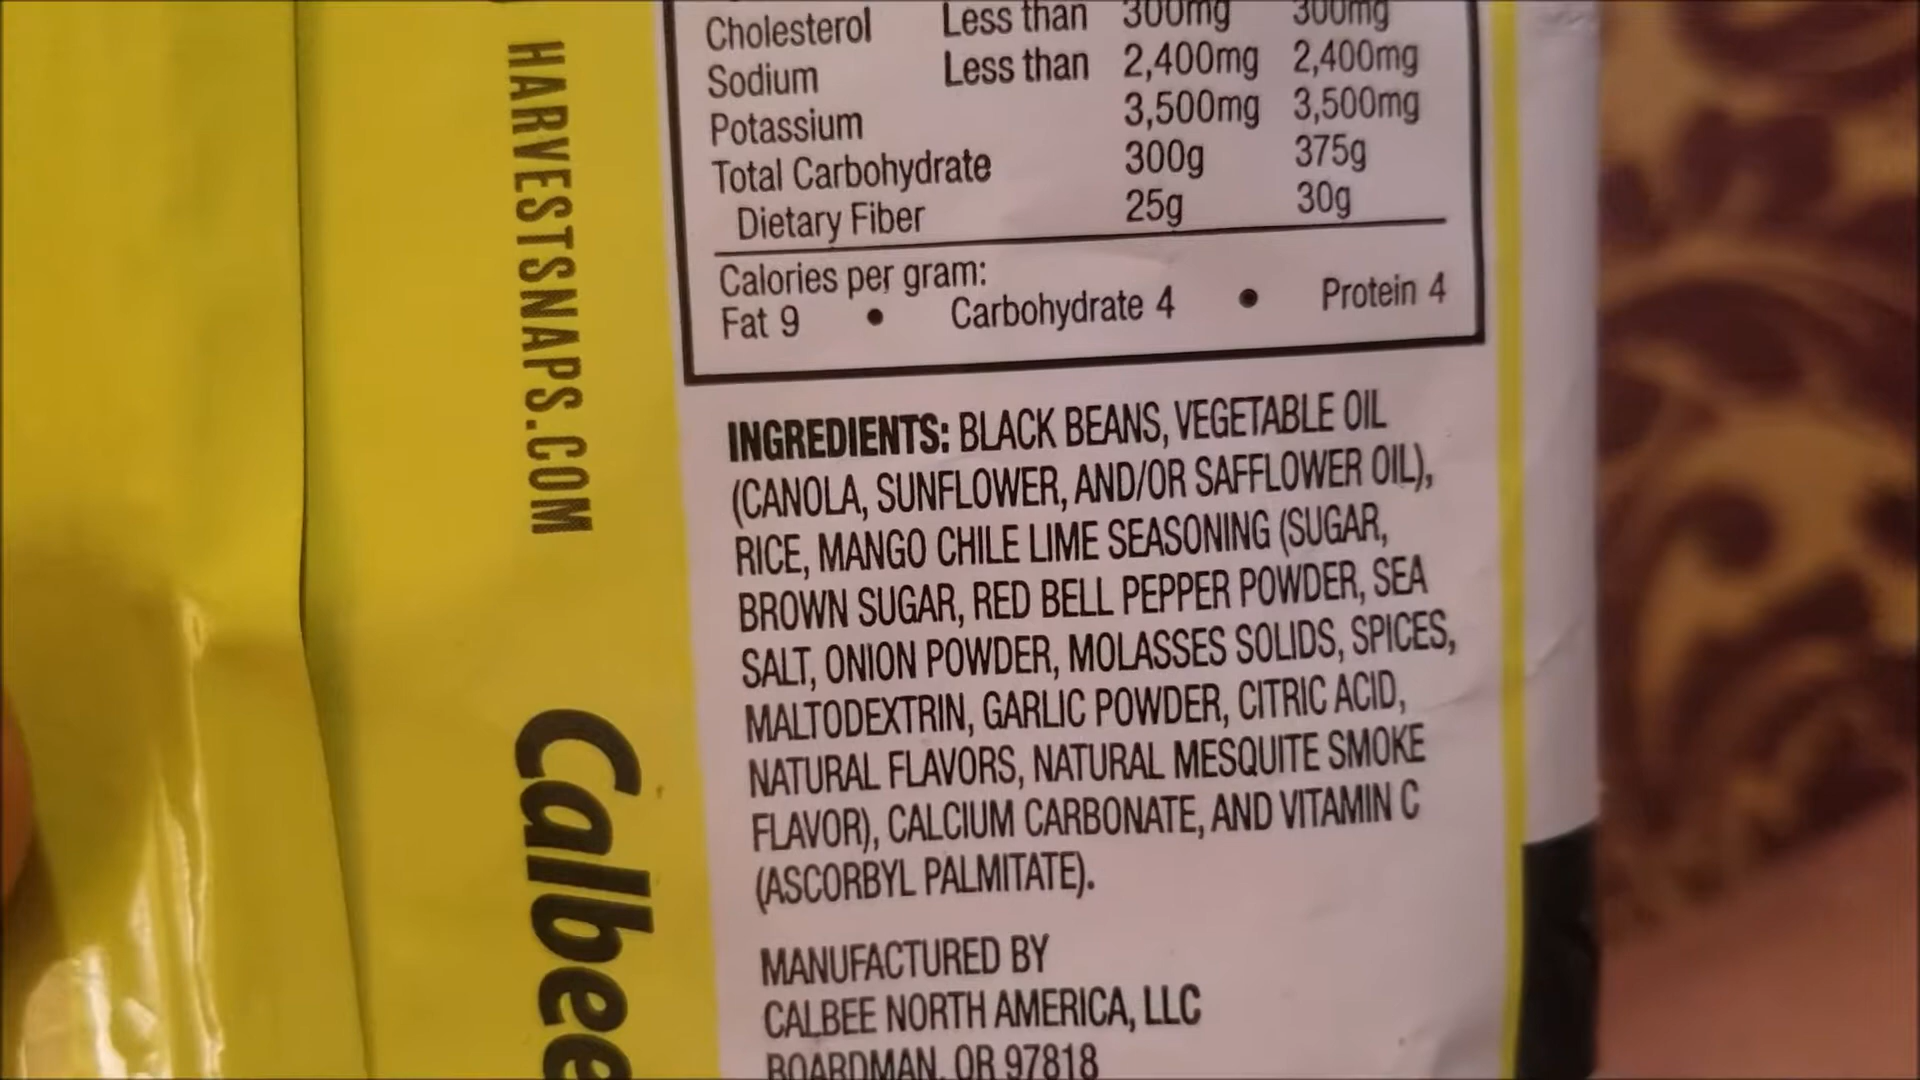 Cholesterol Less than 300mg 300mg
Sodium Less than 2,400mg 2,400mg
Potassium 3,500mg 3,500mg
Total Carbohydrate 300g 375g
Dietary Fiber 25g 30g
Calories per gram:
Fat 9 • Carbohydrate 4 • Protein 4
INGREDIENTS: BLACK BEANS, VEGETABLE OIL
(CANOLA, SUNFLOWER, AND/OR SAFFLOWER OIL),
RICE, MANGO CHILE LIME SEASONING (SUGAR,
BROWN SUGAR, RED BELL PEPPER POWDER, SEA
SALT, ONION POWDER, MOLASSES SOLIDS, SPICES,
MALTODEXTRIN, GARLIC POWDER, CITRIC ACID,
NATURAL FLAVORS, NATURAL MESQUITE SMOKE
FLAVOR), CALCIUM CARBONATE, AND VITAMIN C
(ASCORBYL PALMITATE).
MANUFACTURED BY
CALBEE NORTH AMERICA, LLC
BOARDMAN, OR 97818
HARVESTSNAPS.COM
Calbee